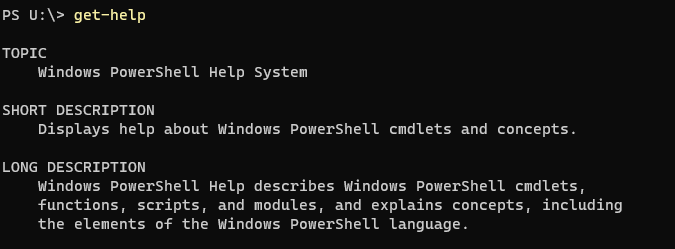 PS U:\> get-help
TOPIC
Windows PowerShell Help System
SHORT DESCRIPTION
Displays help about Windows PowerShell cmdlets and concepts.
LONG DESCRIPTION
Windows PowerShell Help describes Windows PowerShell cmdlets,
functions, scripts, and modules, and explains concepts, including
the elements of the Windows PowerShell language.